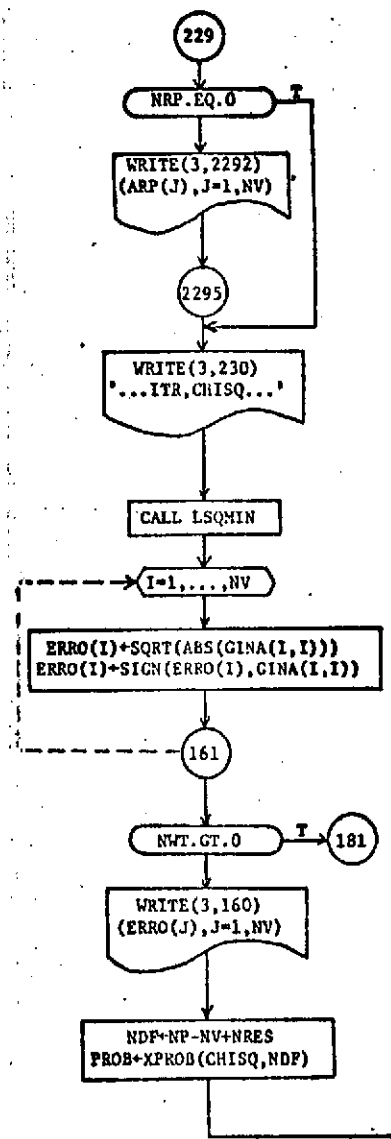 229
NRP.EQ.0
T
WRITE(3,2292)
(ARP(J),J=1,NV)
2295
WRITE(3,230)
'...ITR,CHISQ...'
CALL LSQMIN
I=1,...,NV
ERRO(I)←SQRT(ABS(GINA(I,I)))
ERRO(I)←SIGN(ERRO(I),GINA(I,I))
161
NWT.GT.0
T
181
WRITE(3,160)
(ERRO(J),J=1,NV)
NDF←NP-NV+NRES
PROB←XPROB(CHISQ,NDF)